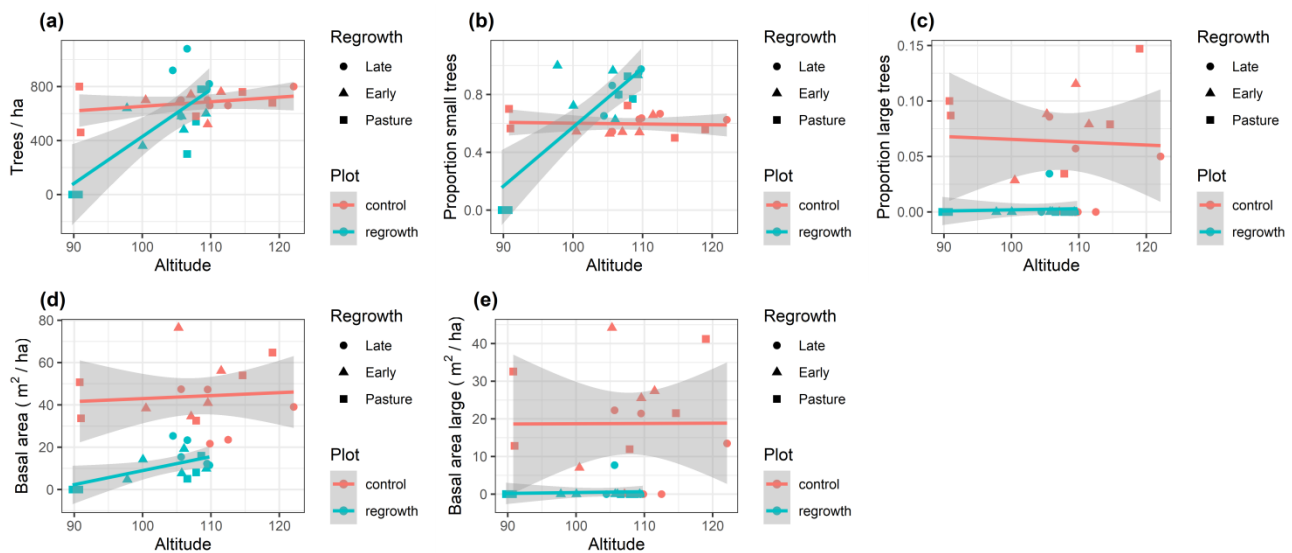 (a)
Trees / ha
800
400
0
90
100
110
120
Altitude
Regrowth
Late
Early
Pasture
Plot
control
regrowth
(b)
Proportion small trees
0.6
0.3
0.0
90
100
110
120
Altitude
Regrowth
Late
Early
Pasture
Plot
control
regrowth
(c)
Proportion large trees
0.15
0.10
0.05
0.00
90
100
110
120
Altitude
Regrowth
Late
Early
Pasture
Plot
control
regrowth
(d)
Basal area ( m² / ha)
80
60
40
20
0
90
100
110
120
Altitude
Regrowth
Late
Early
Pasture
Plot
control
regrowth
(e)
Basal area large ( m² / ha)
40
30
20
10
0
90
100
110
120
Altitude
Regrowth
Late
Early
Pasture
Plot
control
regrowth